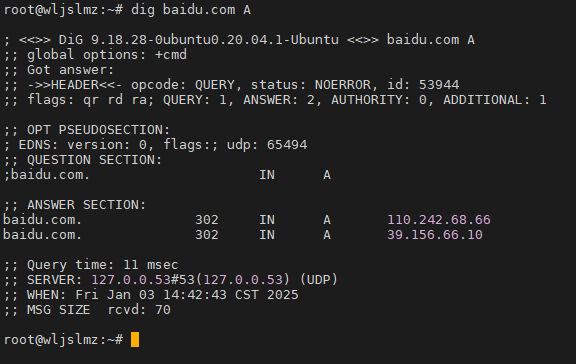 root@wljslmz:~# dig baidu.com A
; <<>> DiG 9.18.28-0ubuntu0.20.04.1-Ubuntu <<>> baidu.com A
;; global options: +cmd
;; Got answer:
;; ->>HEADER<<- opcode: QUERY, status: NOERROR, id: 53944
;; flags: qr rd ra; QUERY: 1, ANSWER: 2, AUTHORITY: 0, ADDITIONAL: 1
;; OPT PSEUDOSECTION:
; EDNS: version: 0, flags:; udp: 65494
;; QUESTION SECTION:
;baidu.com. IN A
;; ANSWER SECTION:
baidu.com. 302 IN A 110.242.68.66
baidu.com. 302 IN A 39.156.66.10
;; Query time: 11 msec
;; SERVER: 127.0.0.53#53(127.0.0.53) (UDP)
;; WHEN: Fri Jan 03 14:42:43 CST 2025
;; MSG SIZE rcvd: 70
root@wljslmz:~#